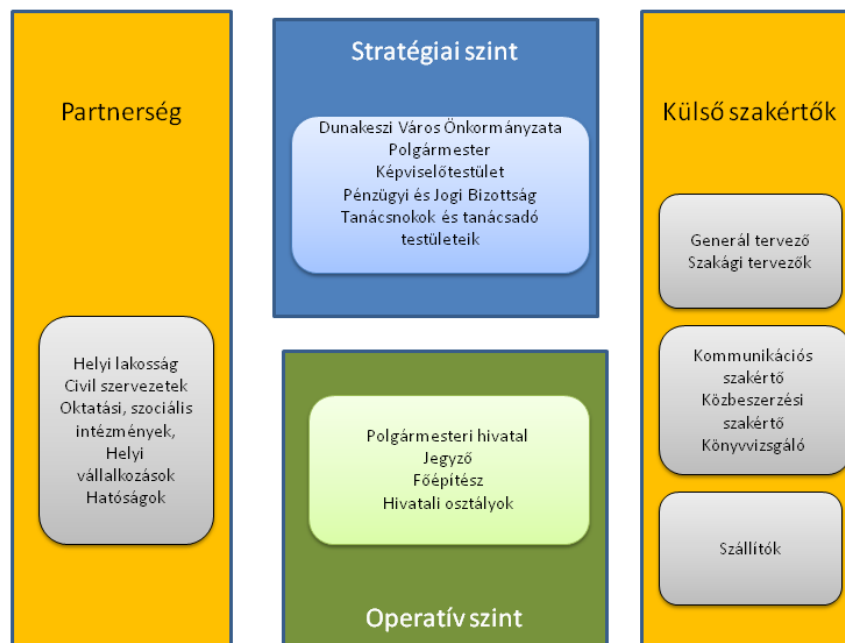 Partnerség
Helyi lakosság
Civil szervezetek
Oktatási, szociális
intézmények,
Helyi
vállalkozások
Hatóságok
Stratégiai szint
Dunakeszi Város Önkormányzata
Polgármester
Képviselőtestület
Pénzügyi és Jogi Bizottság
Tanácsnokok és tanácsadó
testületeik
Polgármesteri hivatal
Jegyző
Főépítész
Hivatali osztályok
Operatív szint
Külső szakértők
Generál tervező
Szakági tervezők
Kommunikációs
szakértő
Közbeszerzési
szakértő
Könyvvizsgáló
Szállítók